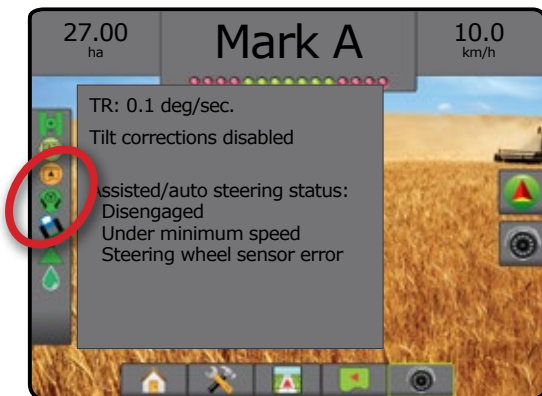 27.00
ha
Mark A
10.0
km/h
TR: 0.1 deg/sec.
Tilt corrections disabled
Assisted/auto steering status:
Disengaged
Under minimum speed
Steering wheel sensor error